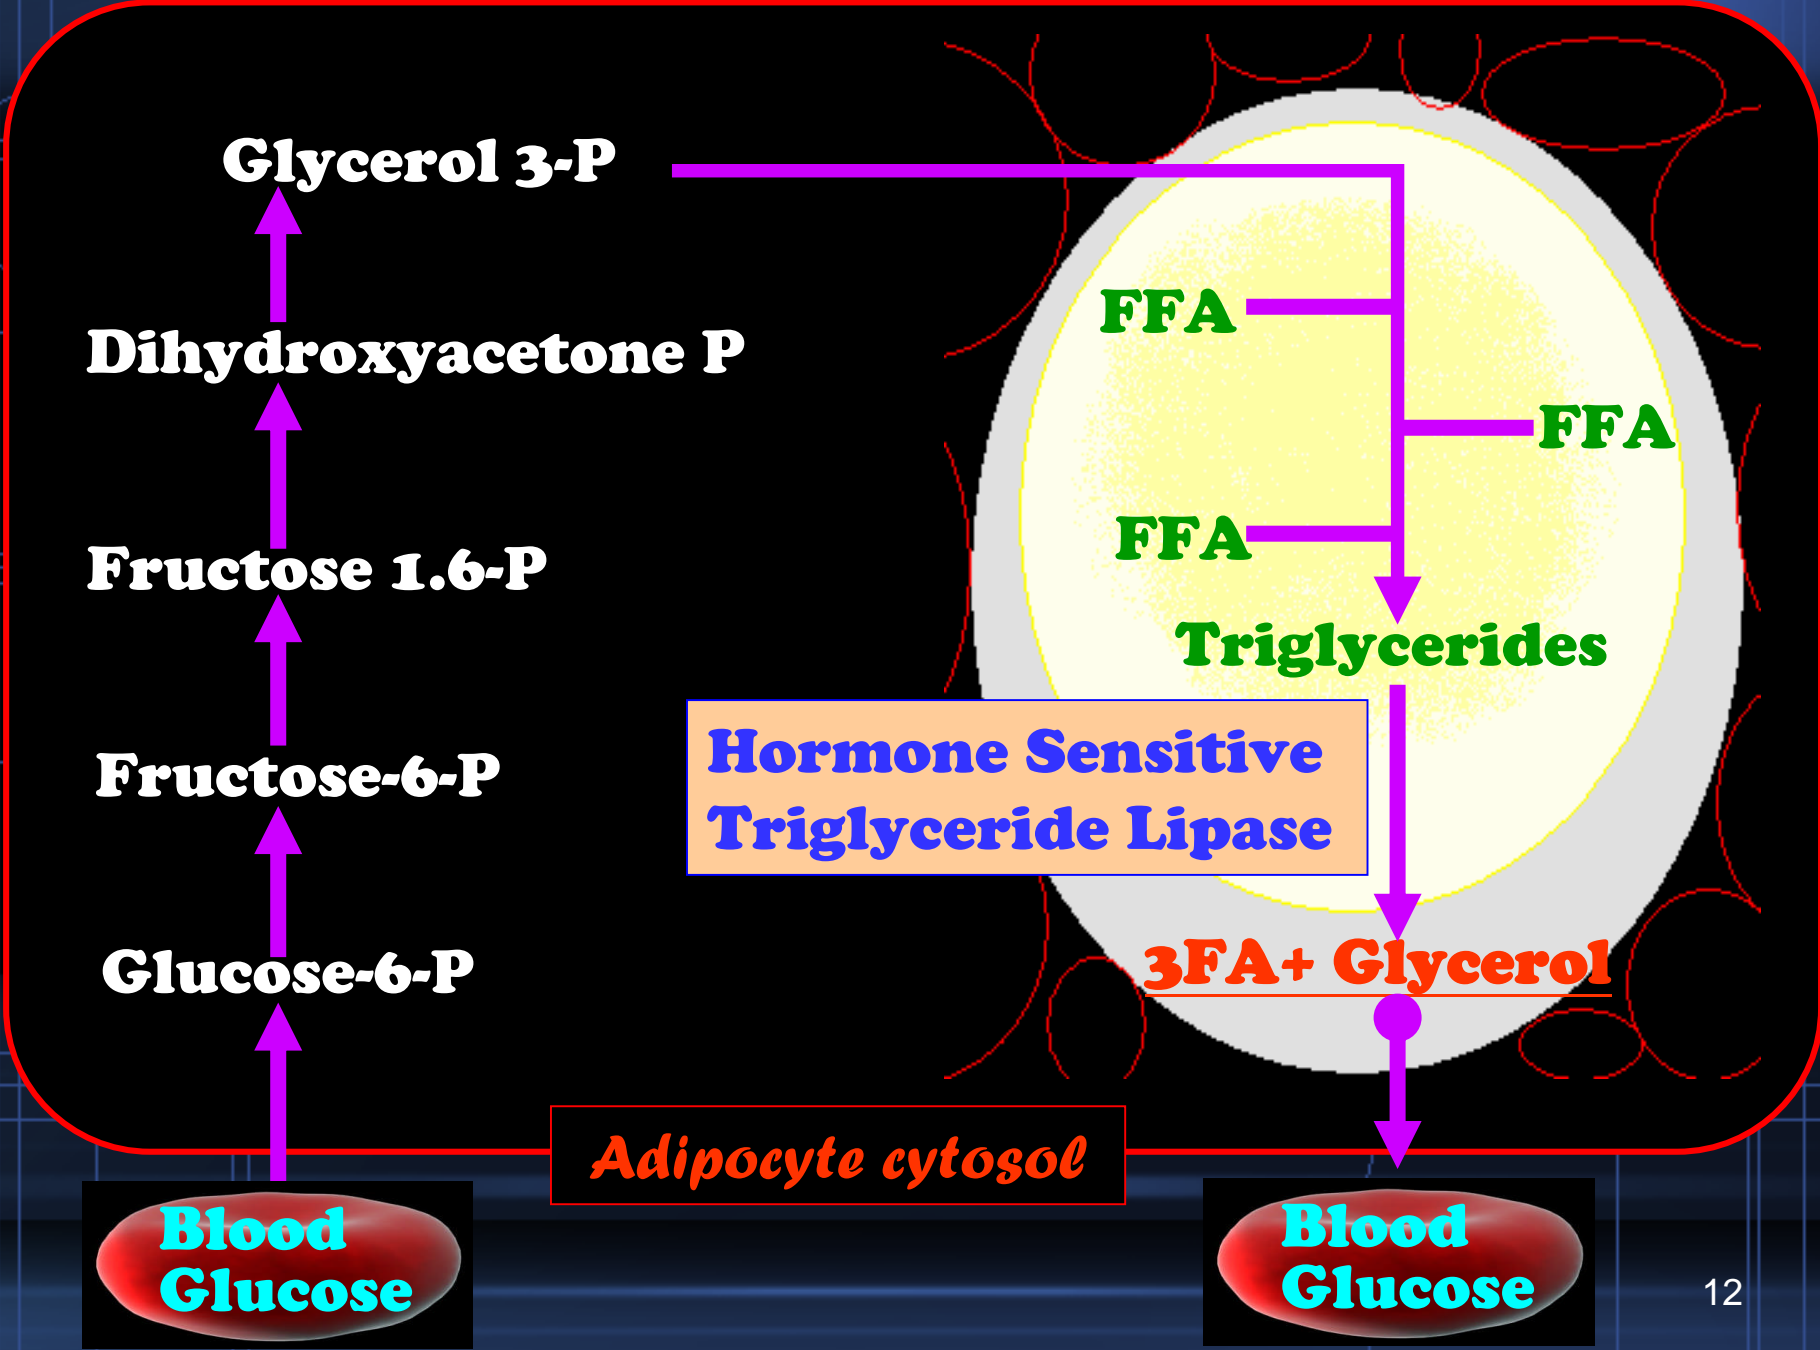 Glycerol 3-P
Dihydroxyacetone P
Fructose 1.6-P
Fructose-6-P
Glucose-6-P
Blood
Glucose
FFA
FFA
FFA
Triglycerides
Hormone Sensitive
Triglyceride Lipase
3FA+ Glycerol
Adipocyte cytosol
Blood
Glucose
12